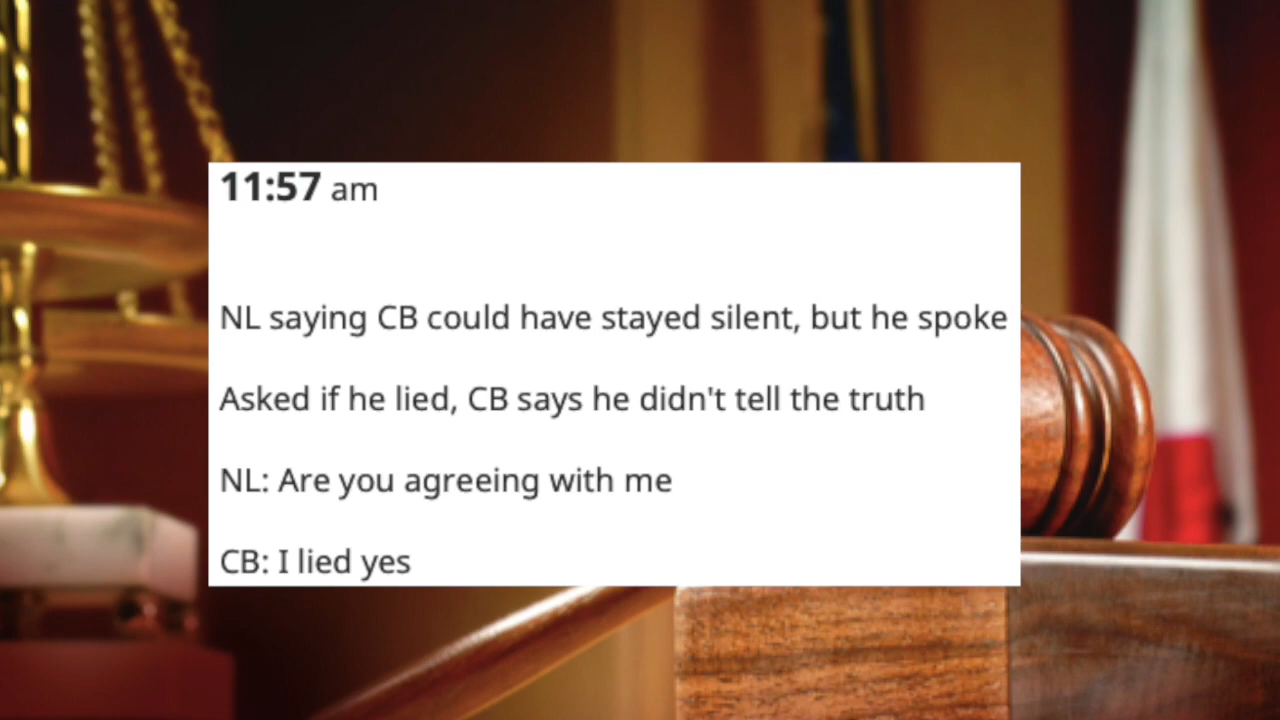 11:57 am
NL saying CB could have stayed silent, but he spoke
Asked if he lied, CB says he didn't tell the truth
NL: Are you agreeing with me
CB: I lied yes